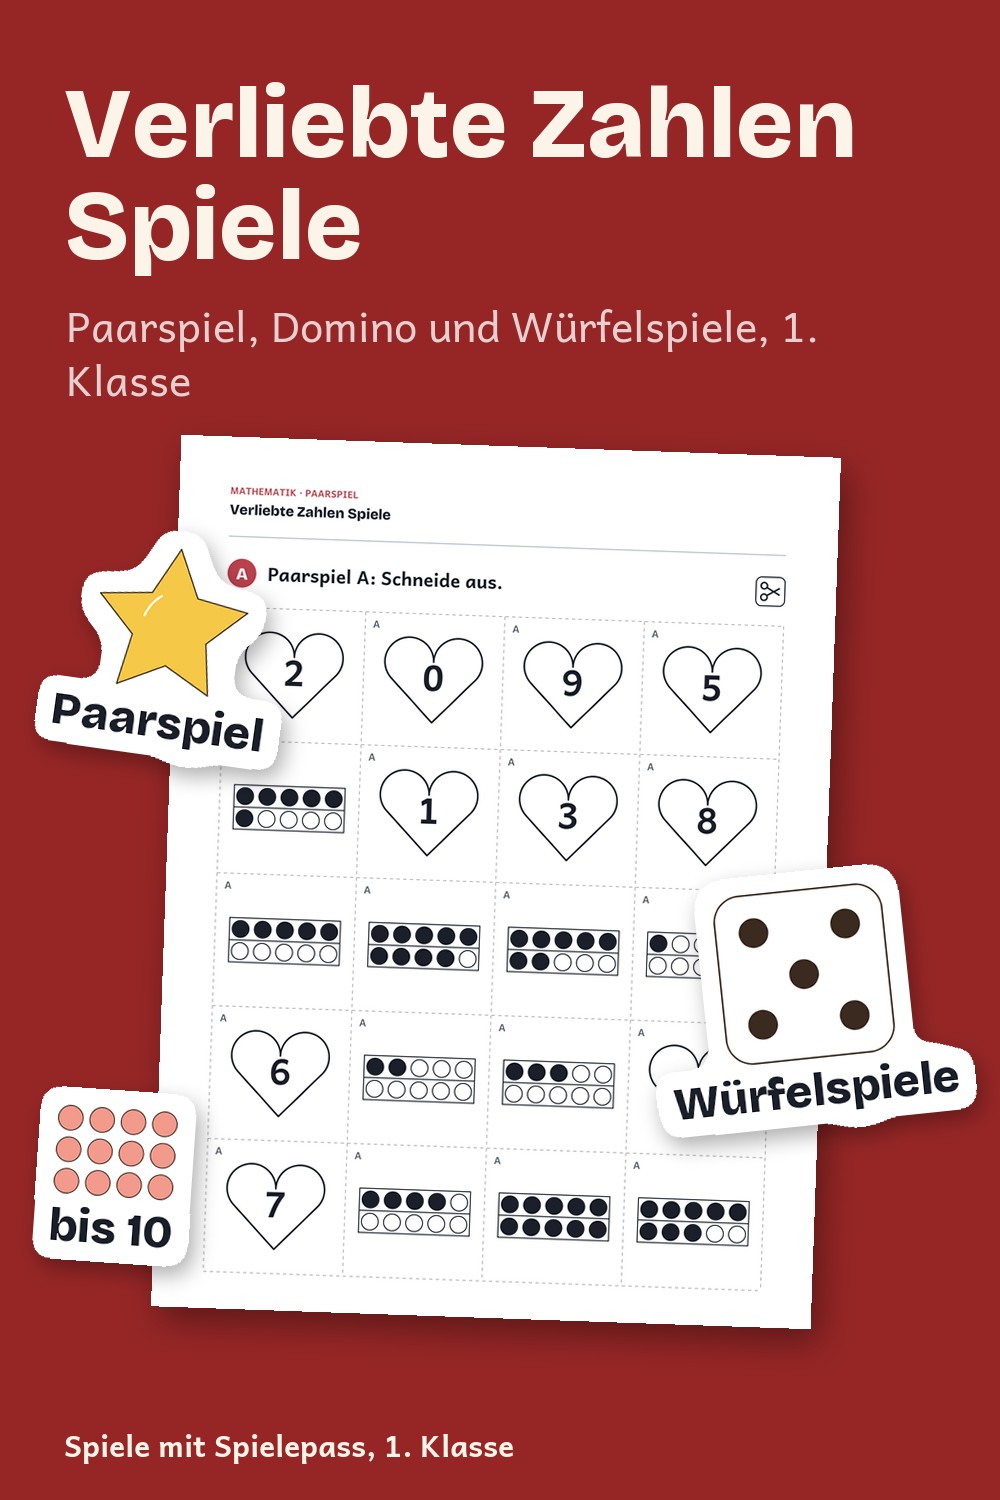 Verliebte Zahlen
Spiele
Paarspiel, Domino und Würfelspiele, 1.
Klasse
MATHEMATIK · PAARSPIEL
Verliebte Zahlen Spiele
A Paarspiel A: Schneide aus.
Paarspiel
2
A 0
A 9
A 5
A 1
A 3
A 8
A
A
A
A
Würfelspiele
A 6
A
A
A
bis 10
A 7
A
A
A
Spiele mit Spielepass, 1. Klasse